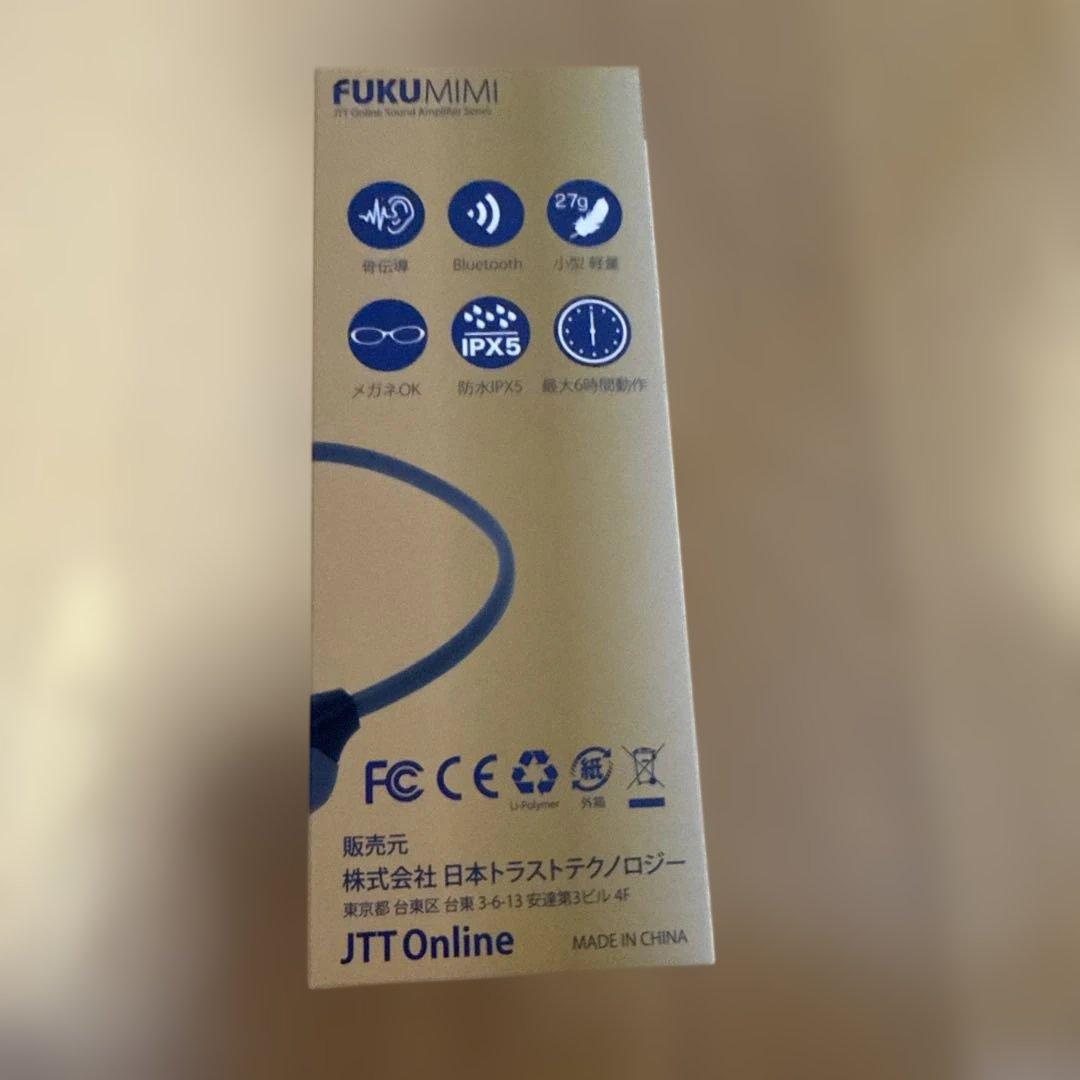 FUKUMIMI
JTT Online Sound Amplifier Series
27g
骨伝導 Bluetooth 小型 軽量
IPX5
メガネOK 防水IPX5 最大6時間動作
FC CE 紙
Li-Polymer 外箱
販売元
株式会社 日本トラストテクノロジー
東京都 台東区 台東 3-6-13 安達第3ビル 4F
JTT Online MADE IN CHINA